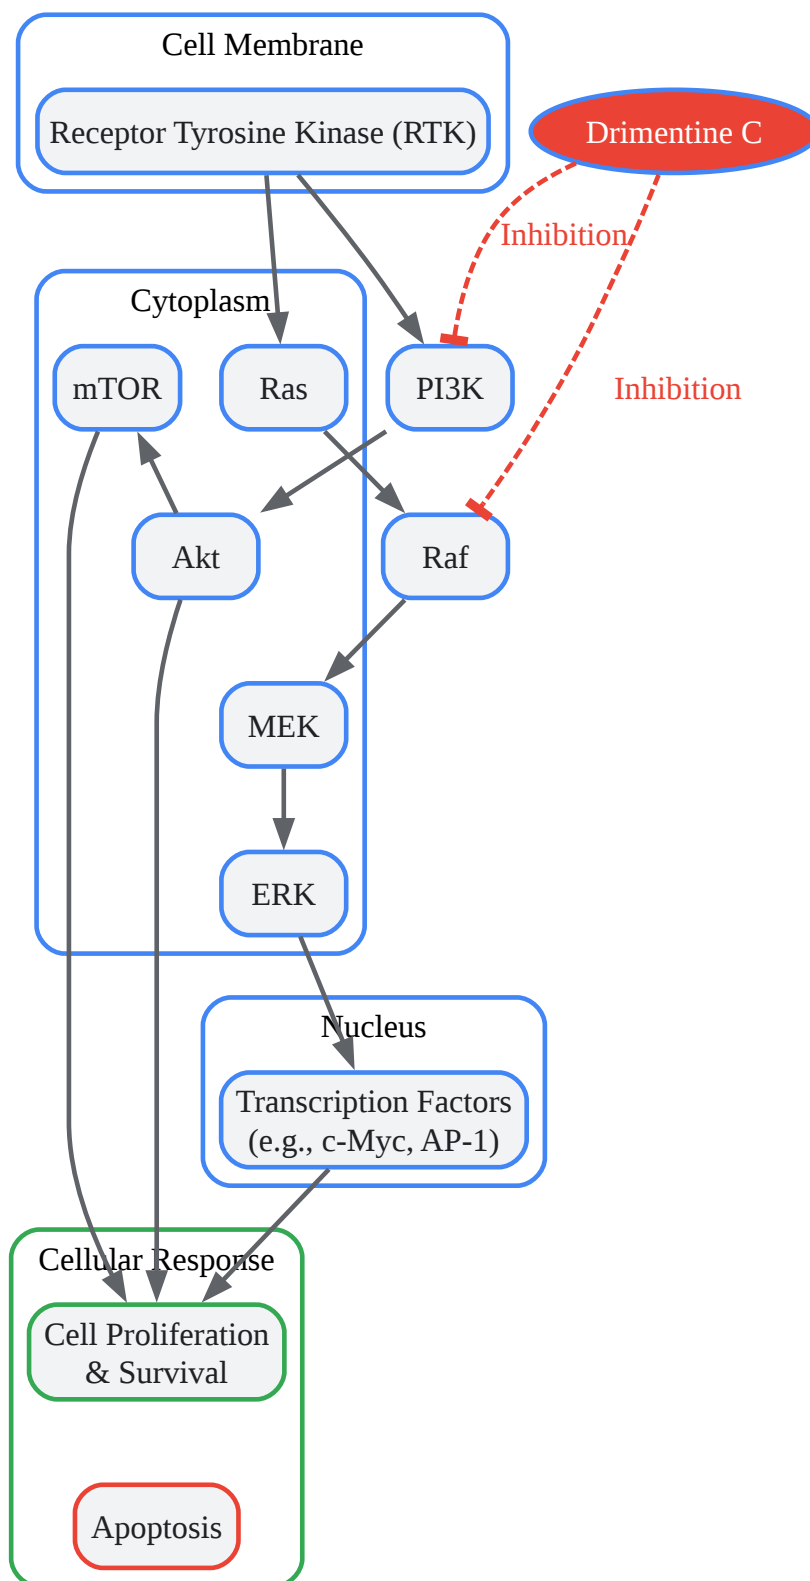 Cell Membrane
Receptor Tyrosine Kinase (RTK)
Drimentine C
Inhibition
Cytoplasm
mTOR
Ras
PI3K
Inhibition
Akt
Raf
MEK
ERK
Nucleus
Transcription Factors
(e.g., c-Myc, AP-1)
Cellular Response
Cell Proliferation
& Survival
Apoptosis